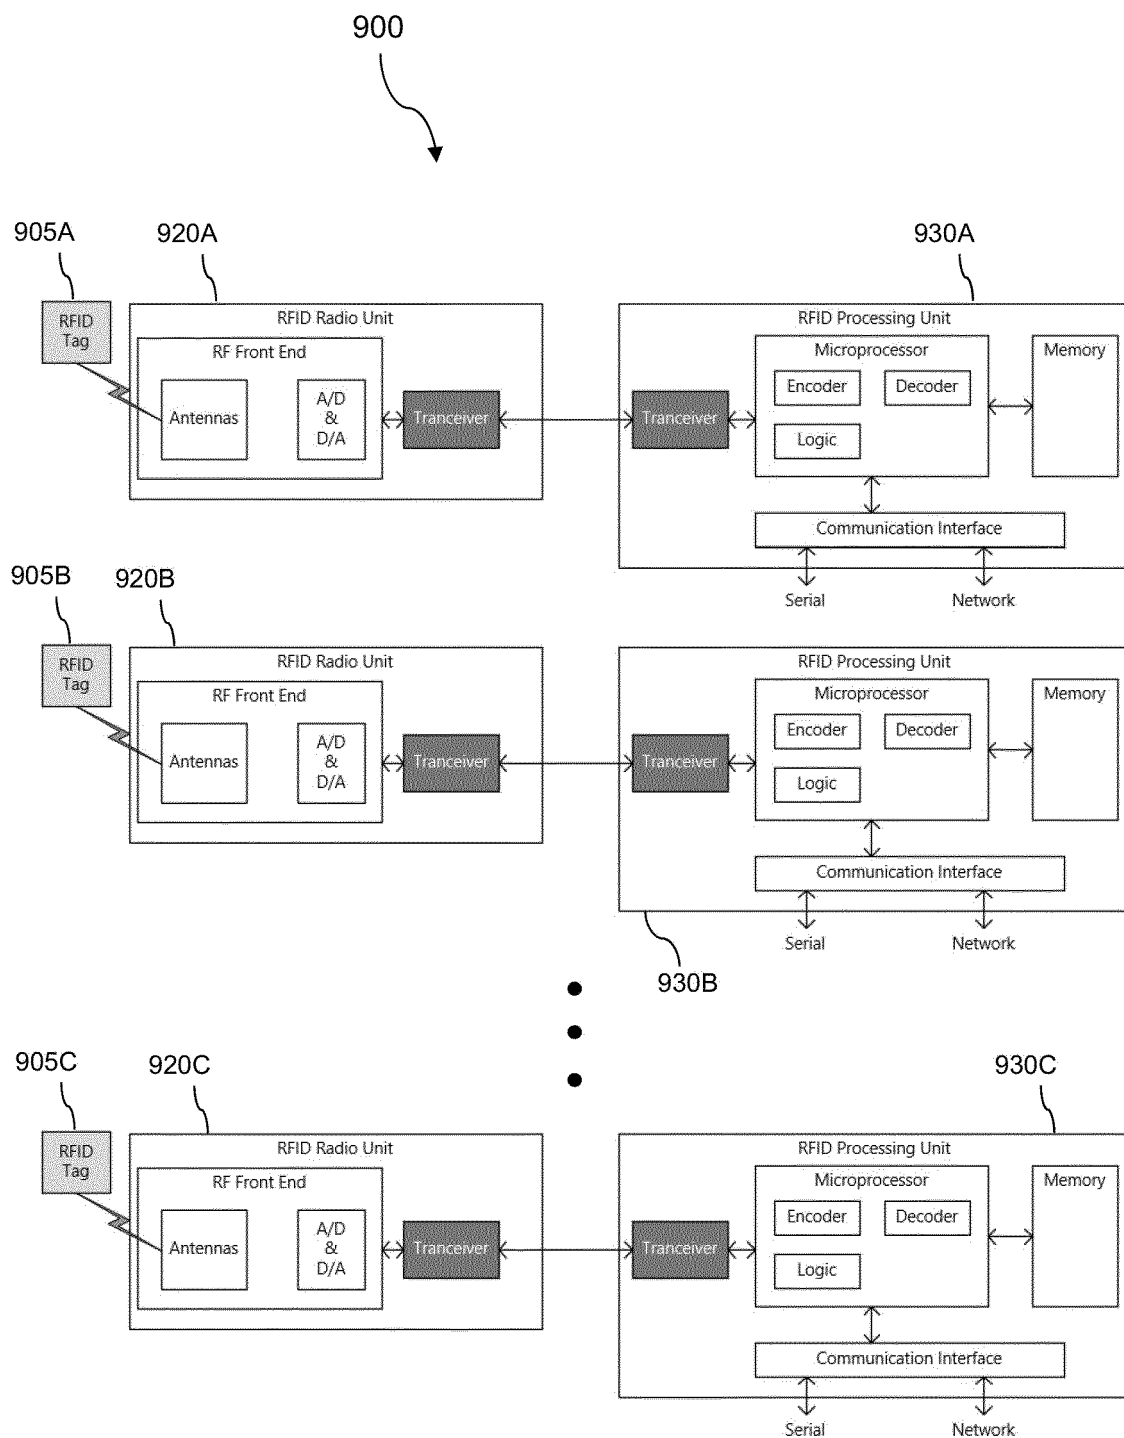 900
905A
920A
930A
RFID
Tag
RFID Radio Unit
RF Front End
Antennas
A/D
&
D/A
Tranceiver
RFID Processing Unit
Tranceiver
Microprocessor
Encoder
Decoder
Logic
Memory
Communication Interface
Serial
Network
905B
920B
RFID
Tag
RFID Radio Unit
RF Front End
Antennas
A/D
&
D/A
Tranceiver
RFID Processing Unit
Tranceiver
Microprocessor
Encoder
Decoder
Logic
Memory
Communication Interface
Serial
Network
930B
905C
920C
930C
RFID
Tag
RFID Radio Unit
RF Front End
Antennas
A/D
&
D/A
Tranceiver
RFID Processing Unit
Tranceiver
Microprocessor
Encoder
Decoder
Logic
Memory
Communication Interface
Serial
Network